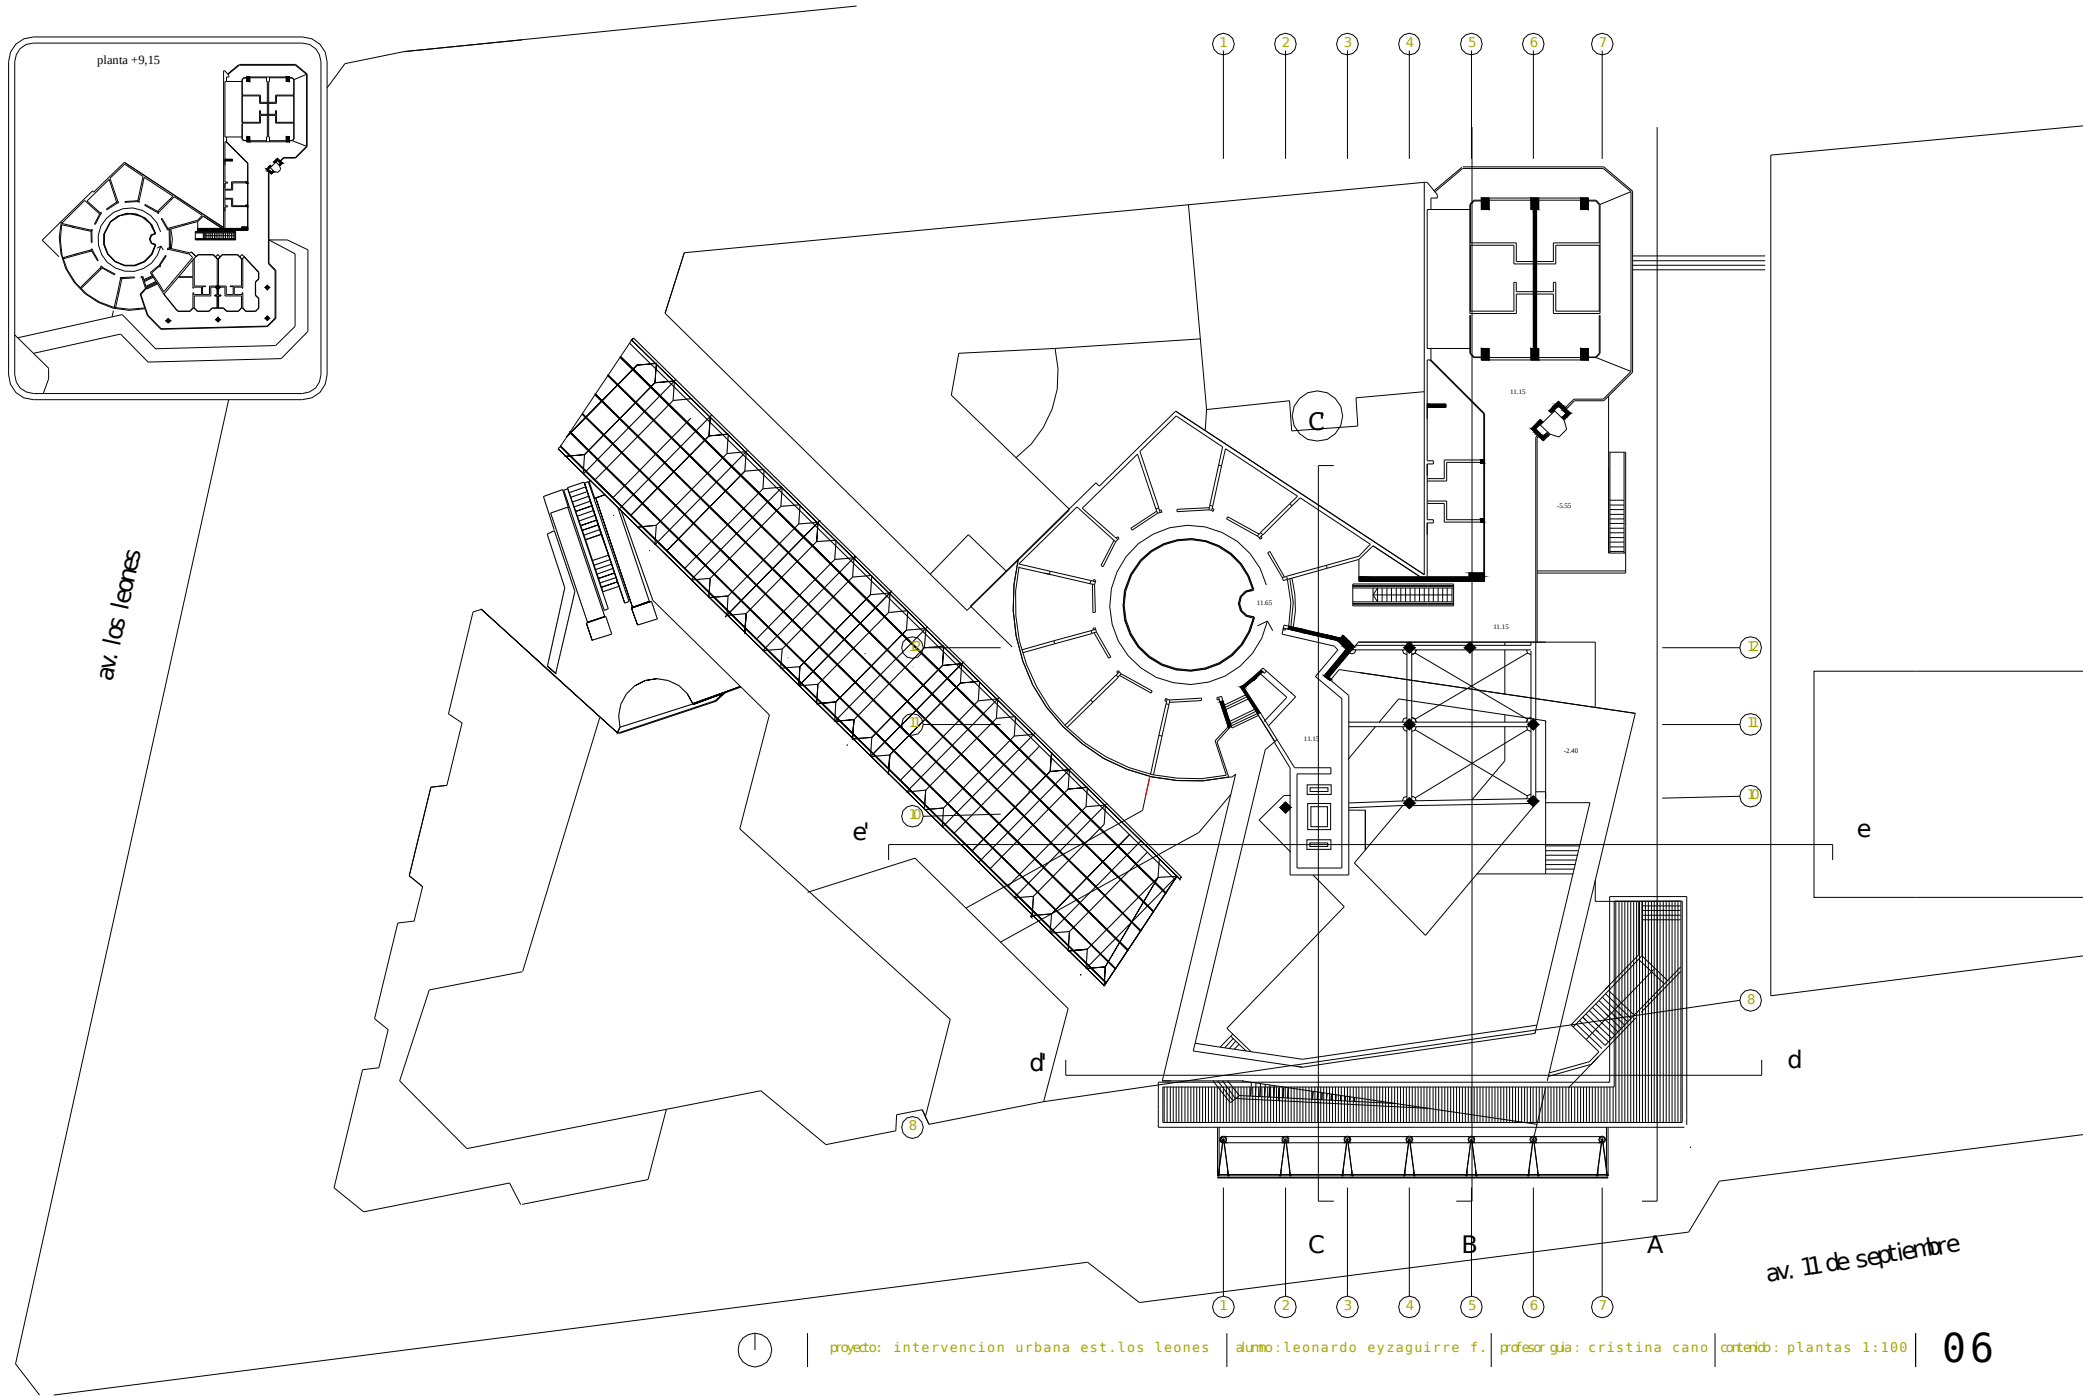 planta +9,15
1 2 3 4 5 6 7
11.15
C'
-5.55
av. los leones
11.65
11.15
12 12
11 11
11.15
-2.40
10 10
e' e
8
d' d
8
C B A
av. 11 de septiembre
1 2 3 4 5 6 7
proyecto: intervencion urbana est.los leones
alumno:leonardo eyzaguirre f.
profesor guia: cristina cano
contenido: plantas 1:100
06